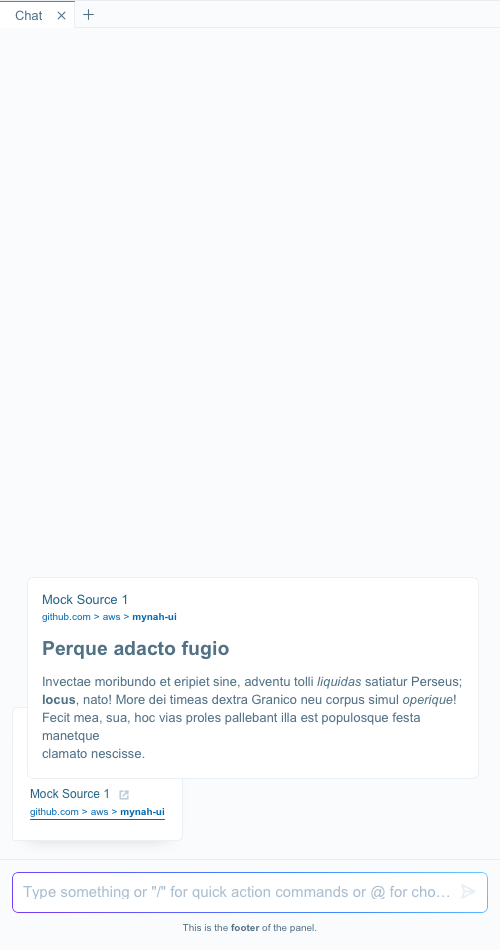 Chat
Mock Source 1
github.com > aws > mynah-ui
Perque adacto fugio
Invectae moribundo et eripiet sine, adventu tolli liquidas satiatur Perseus;
locus, nato! More dei timeas dextra Granico neu corpus simul operique!
Fecit mea, sua, hoc vias proles pallebant illa est populosque festa
manetque
clamato nescisse.
Mock Source 1
github.com > aws > mynah-ui
Type something or "/" for quick action commands or @ for cho…
This is the footer of the panel.